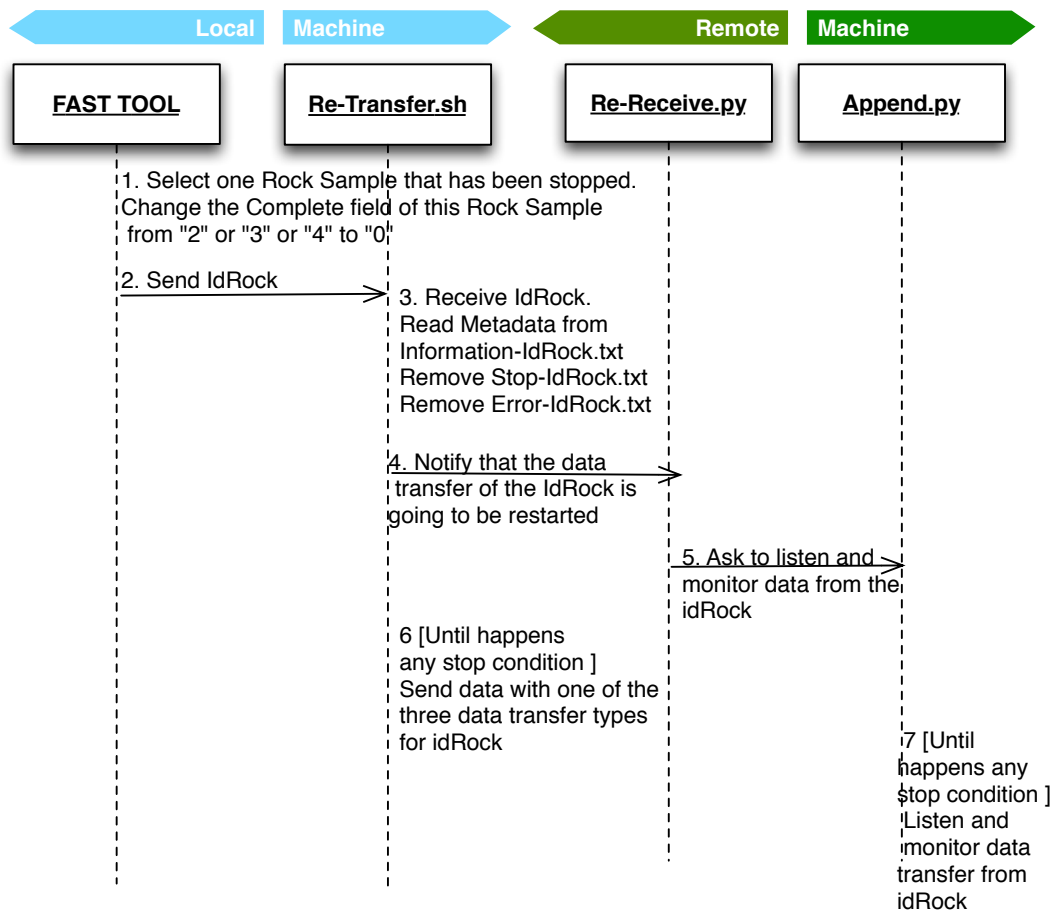 Local Machine Remote Machine
FAST TOOL Re-Transfer.sh Re-Receive.py Append.py
1. Select one Rock Sample that has been stopped.
Change the Complete field of this Rock Sample
from "2" or "3" or "4" to "0"
2. Send IdRock
3. Receive IdRock.
Read Metadata from
Information-IdRock.txt
Remove Stop-IdRock.txt
Remove Error-IdRock.txt
4. Notify that the data
transfer of the IdRock is
going to be restarted
5. Ask to listen and
monitor data from the
idRock
6 [Until happens
any stop condition ]
Send data with one of the
three data transfer types
for idRock
7 [Until
happens any
stop condition ]
Listen and
monitor data
transfer from
idRock